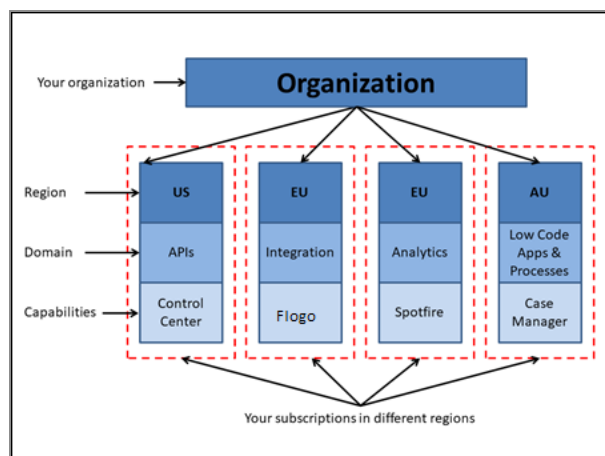 Your organization
Organization
Region
US
EU
EU
AU
Domain
APIs
Integration
Analytics
Low Code
Apps &
Processes
Capabilities
Control
Center
Flogo
Spotfire
Case
Manager
Your subscriptions in different regions